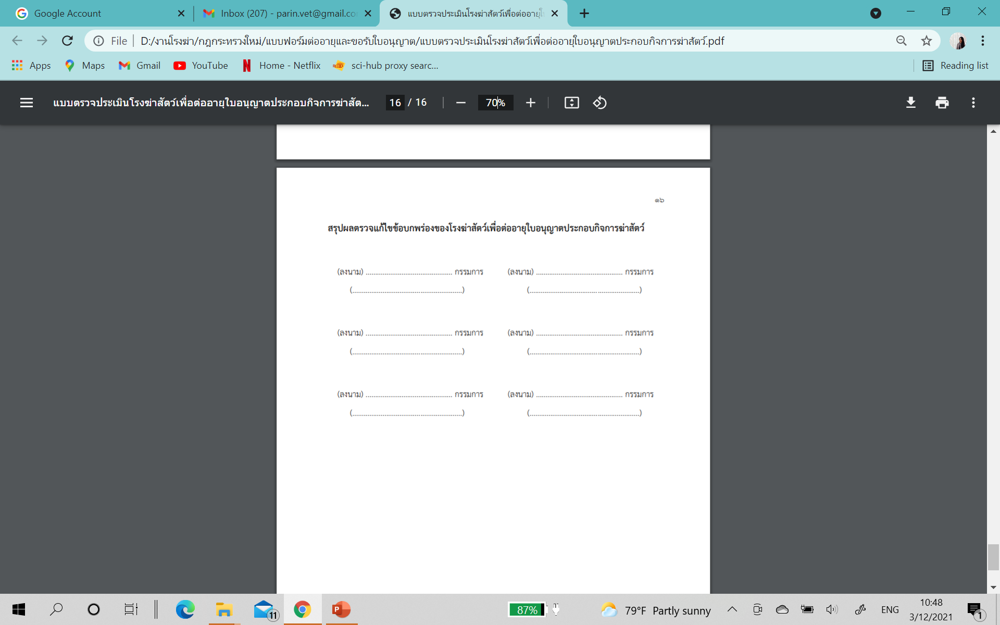 Google Account
Inbox (207) - parin.vet@gmail.co
แบบตรวจประเมินโรงฆ่าสัตว์เพื่อต่ออายุใ
File
D:/งานโรงฆ่า/กฎกระทรวงใหม่/แบบฟอร์มต่ออายุและขอรับใบอนุญาต/แบบตรวจประเมินโรงฆ่าสัตว์เพื่อต่ออายุใบอนุญาตประกอบกิจการฆ่าสัตว์.pdf
Apps Maps Gmail YouTube Home - Netflix sci-hub proxy searc... Reading list
แบบตรวจประเมินโรงฆ่าสัตว์เพื่อต่ออายุใบอนุญาตประกอบกิจการฆ่าสัต... 16 / 16 70%
๑๖
สรุปผลตรวจแก้ไขข้อบกพร่องของโรงฆ่าสัตว์เพื่อต่ออายุใบอนุญาตประกอบกิจการฆ่าสัตว์
(ลงนาม) .............................................. กรรมการ (ลงนาม) .............................................. กรรมการ
(..........................................................) (..........................................................)
(ลงนาม) .............................................. กรรมการ (ลงนาม) .............................................. กรรมการ
(..........................................................) (..........................................................)
(ลงนาม) .............................................. กรรมการ (ลงนาม) .............................................. กรรมการ
(..........................................................) (..........................................................)
11
P
87%
79°F Partly sunny
ENG
10:48
3/12/2021
1